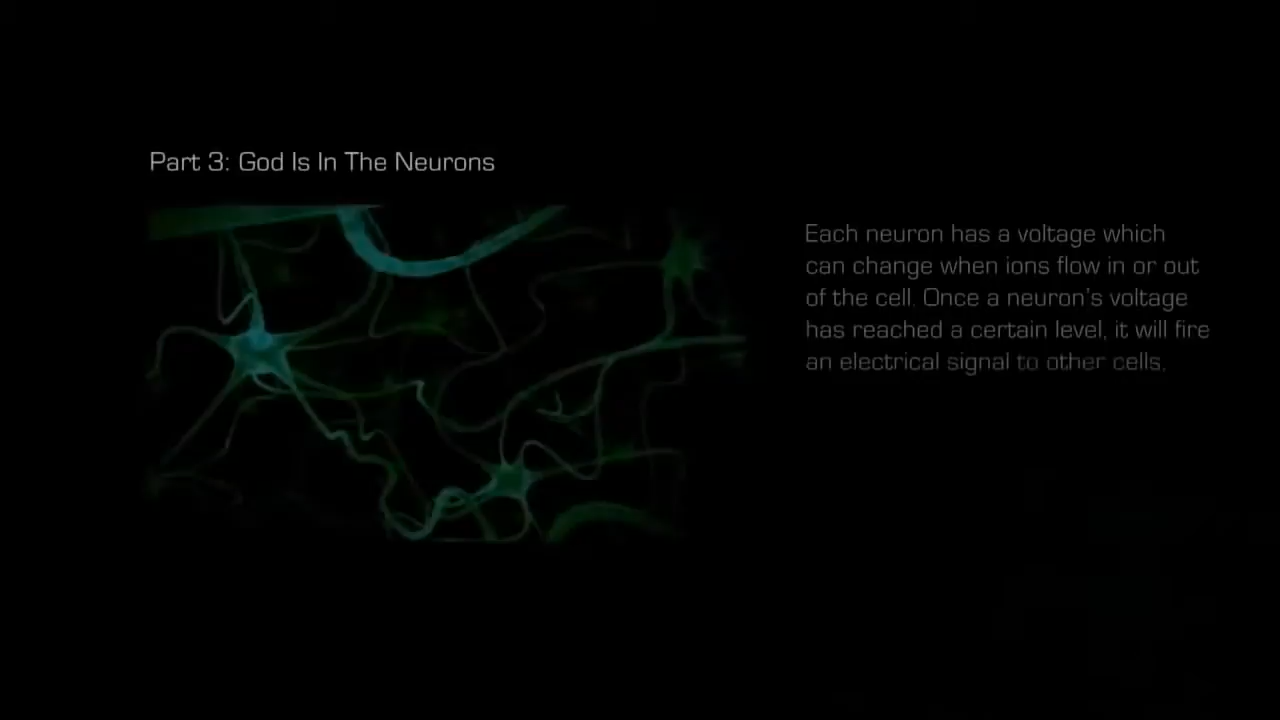 Part 3: God Is In The Neurons
Each neuron has a voltage which
can change when ions flow in or out
of the cell. Once a neuron's voltage
has reached a certain level, it will fire
an electrical signal to other cells,